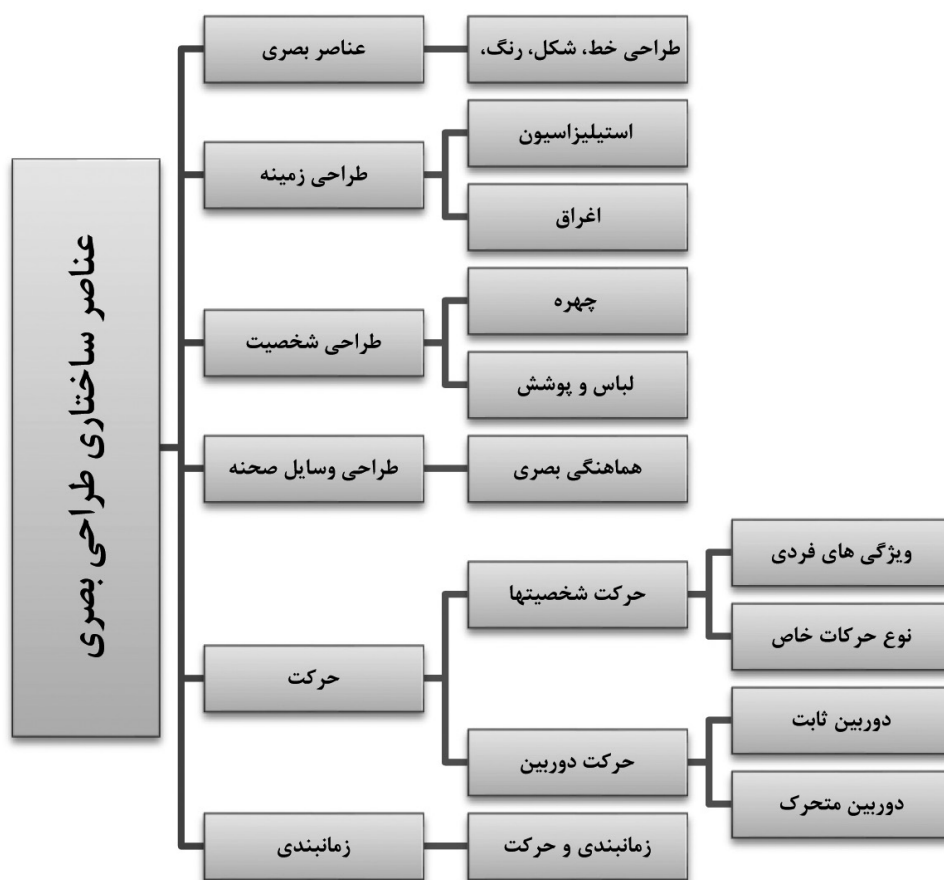 عناصر ساختاری طراحی بصری
عناصر بصری
طراحی خط، شکل، رنگ،
طراحی زمینه
استیلیزاسیون
اغراق
طراحی شخصیت
چهره
لباس و پوشش
طراحی وسایل صحنه
هماهنگی بصری
حرکت
حرکت شخصیتها
ویژگی های فردی
نوع حرکات خاص
حرکت دوربین
دوربین ثابت
دوربین متحرک
زمانبندی
زمانبندی و حرکت